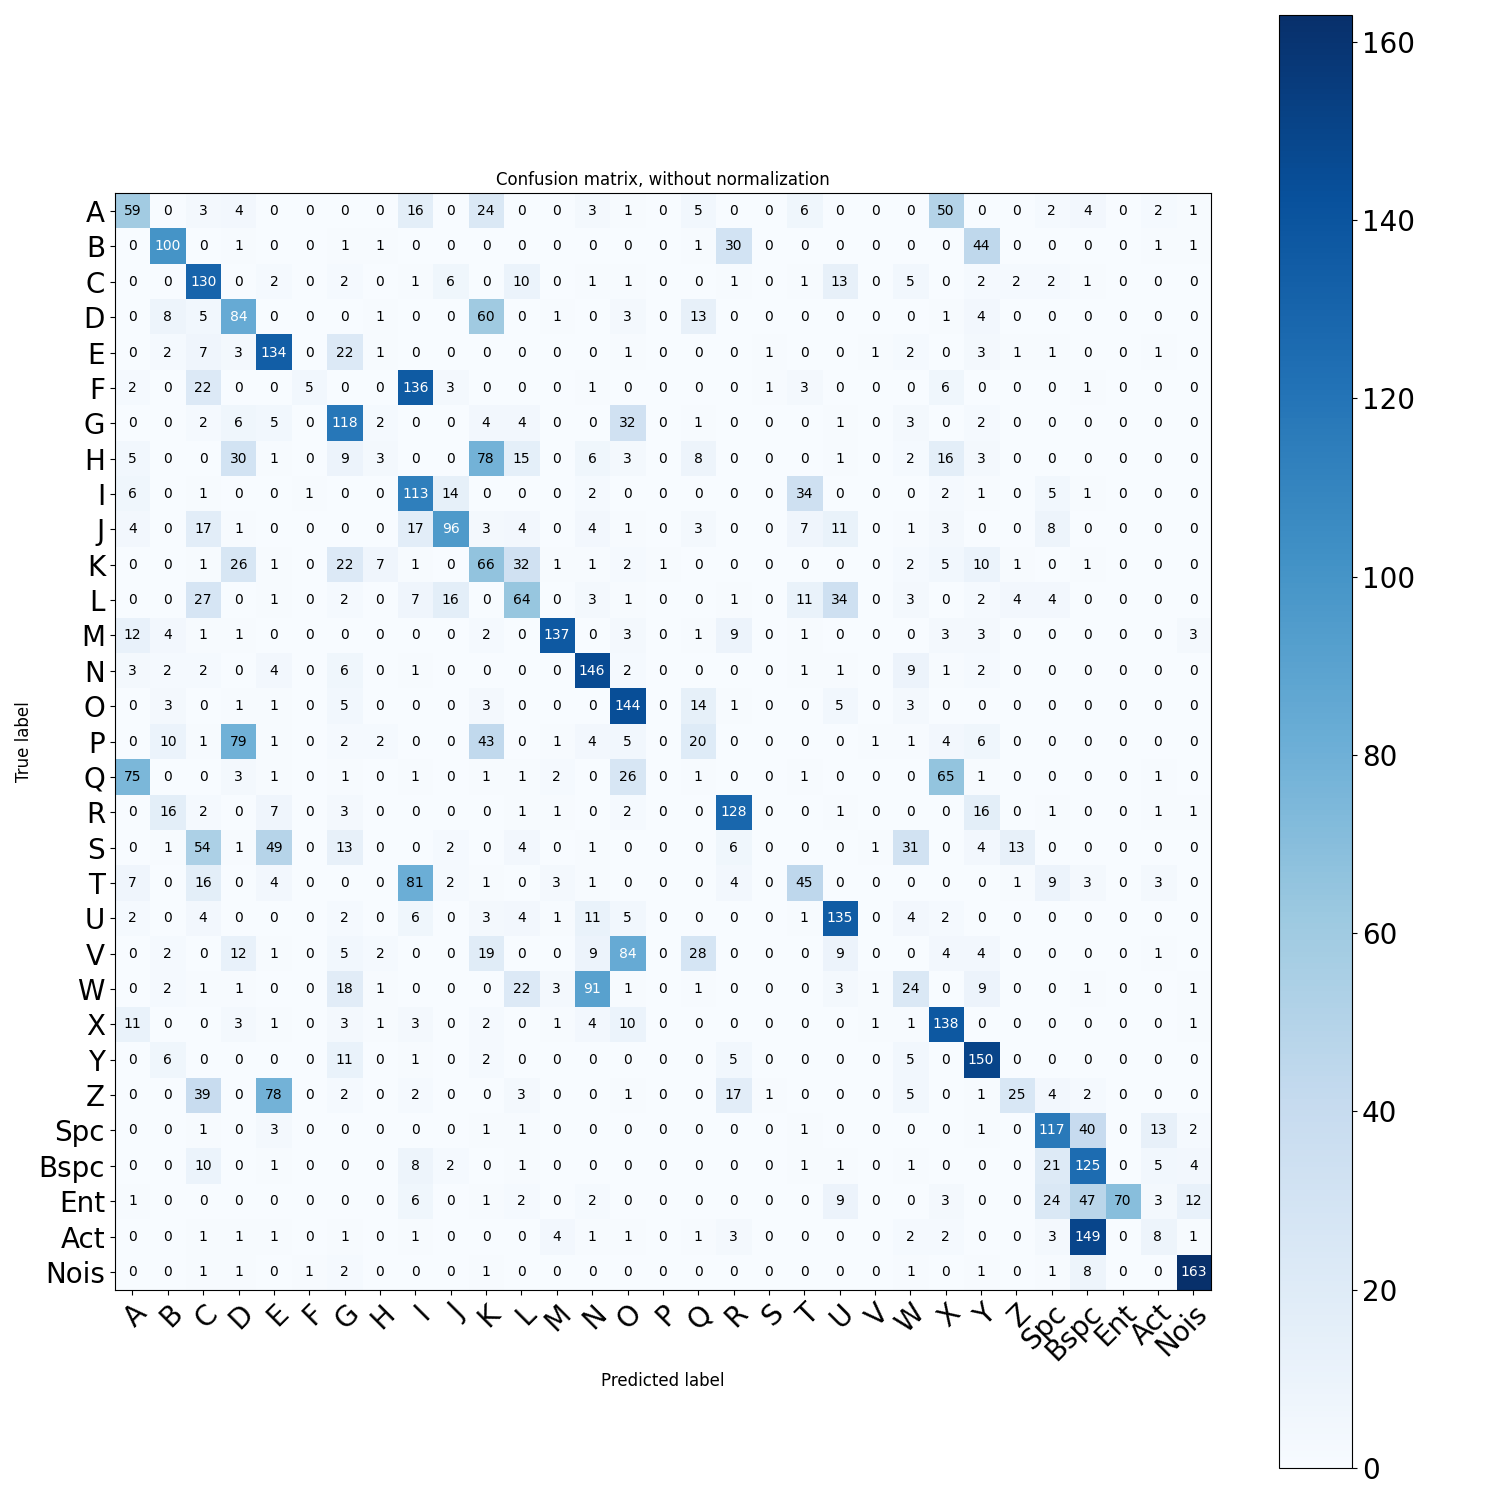 Confusion matrix, without normalization
A 59 0 3 4 0 0 0 0 16 0 24 0 0 3 1 0 5 0 0 6 0 0 0 50 0 0 2 4 0 2 1
B 0 100 0 1 0 0 1 1 0 0 0 0 0 0 0 0 1 30 0 0 0 0 0 0 44 0 0 0 0 1 1
C 0 0 130 0 2 0 2 0 1 6 0 10 0 1 1 0 0 1 0 1 13 0 5 0 2 2 2 1 0 0 0
D 0 8 5 84 0 0 0 1 0 0 60 0 1 0 3 0 13 0 0 0 0 0 0 1 4 0 0 0 0 0 0
E 0 2 7 3 134 0 22 1 0 0 0 0 0 0 1 0 0 0 1 0 0 1 2 0 3 1 1 0 0 1 0
F 2 0 22 0 0 5 0 0 136 3 0 0 0 1 0 0 0 0 1 3 0 0 0 6 0 0 0 1 0 0 0
G 0 0 2 6 5 0 118 2 0 0 4 4 0 0 32 0 1 0 0 0 1 0 3 0 2 0 0 0 0 0 0
H 5 0 0 30 1 0 9 3 0 0 78 15 0 6 3 0 8 0 0 0 1 0 2 16 3 0 0 0 0 0 0
I 6 0 1 0 0 1 0 0 113 14 0 0 0 2 0 0 0 0 0 34 0 0 0 2 1 0 5 1 0 0 0
J 4 0 17 1 0 0 0 0 17 96 3 4 0 4 1 0 3 0 0 7 11 0 1 3 0 0 8 0 0 0 0
K 0 0 1 26 1 0 22 7 1 0 66 32 1 1 2 1 0 0 0 0 0 0 2 5 10 1 0 1 0 0 0
L 0 0 27 0 1 0 2 0 7 16 0 64 0 3 1 0 0 1 0 11 34 0 3 0 2 4 4 0 0 0 0
M 12 4 1 1 0 0 0 0 0 0 2 0 137 0 3 0 1 9 0 1 0 0 0 3 3 0 0 0 0 0 3
N 3 2 2 0 4 0 6 0 1 0 0 0 0 146 2 0 0 0 0 1 1 0 9 1 2 0 0 0 0 0 0
O 0 3 0 1 1 0 5 0 0 0 3 0 0 0 144 0 14 1 0 0 5 0 3 0 0 0 0 0 0 0 0
P 0 10 1 79 1 0 2 2 0 0 43 0 1 4 5 0 20 0 0 0 0 1 1 4 6 0 0 0 0 0 0
Q 75 0 0 3 1 0 1 0 1 0 1 1 2 0 26 0 1 0 0 1 0 0 0 65 1 0 0 0 0 1 0
R 0 16 2 0 7 0 3 0 0 0 0 1 1 0 2 0 0 128 0 0 1 0 0 0 16 0 1 0 0 1 1
S 0 1 54 1 49 0 13 0 0 2 0 4 0 1 0 0 0 6 0 0 0 1 31 0 4 13 0 0 0 0 0
T 7 0 16 0 4 0 0 0 81 2 1 0 3 1 0 0 0 4 0 45 0 0 0 0 0 1 9 3 0 3 0
U 2 0 4 0 0 0 2 0 6 0 3 4 1 11 5 0 0 0 0 1 135 0 4 2 0 0 0 0 0 0 0
V 0 2 0 12 1 0 5 2 0 0 19 0 0 9 84 0 28 0 0 0 9 0 0 4 4 0 0 0 0 1 0
W 0 2 1 1 0 0 18 1 0 0 0 22 3 91 1 0 1 0 0 0 3 1 24 0 9 0 0 1 0 0 1
X 11 0 0 3 1 0 3 1 3 0 2 0 1 4 10 0 0 0 0 0 0 1 1 138 0 0 0 0 0 0 1
Y 0 6 0 0 0 0 11 0 1 0 2 0 0 0 0 0 0 5 0 0 0 0 5 0 150 0 0 0 0 0 0
Z 0 0 39 0 78 0 2 0 2 0 0 3 0 0 1 0 0 17 1 0 0 0 5 0 1 25 4 2 0 0 0
Spc 0 0 1 0 3 0 0 0 0 0 1 1 0 0 0 0 0 0 0 1 0 0 0 0 1 0 117 40 0 13 2
Bspc 0 0 10 0 1 0 0 0 8 2 0 1 0 0 0 0 0 0 0 1 1 0 1 0 0 0 21 125 0 5 4
Ent 1 0 0 0 0 0 0 0 6 0 1 2 0 2 0 0 0 0 0 0 9 0 0 3 0 0 24 47 70 3 12
Act 0 0 1 1 1 0 1 0 1 0 0 0 4 1 1 0 1 3 0 0 0 0 2 2 0 0 3 149 0 8 1
Nois 0 0 1 1 0 1 2 0 0 0 1 0 0 0 0 0 0 0 0 0 0 0 1 0 1 0 1 8 0 0 163
A B C D E F G H I J K L M N O P Q R S T U V W X Y Z Spc Bspc Ent Act Nois
Predicted label
True label
160
140
120
100
80
60
40
20
0